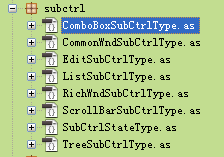 subctrl
ComboBoxSubCtrlType.as
CommonWndSubCtrlType.as
EditSubCtrlType.as
ListSubCtrlType.as
RichWndSubCtrlType.as
ScrollBarSubCtrlType.as
SubCtrlStateType.as
TreeSubCtrlType.as